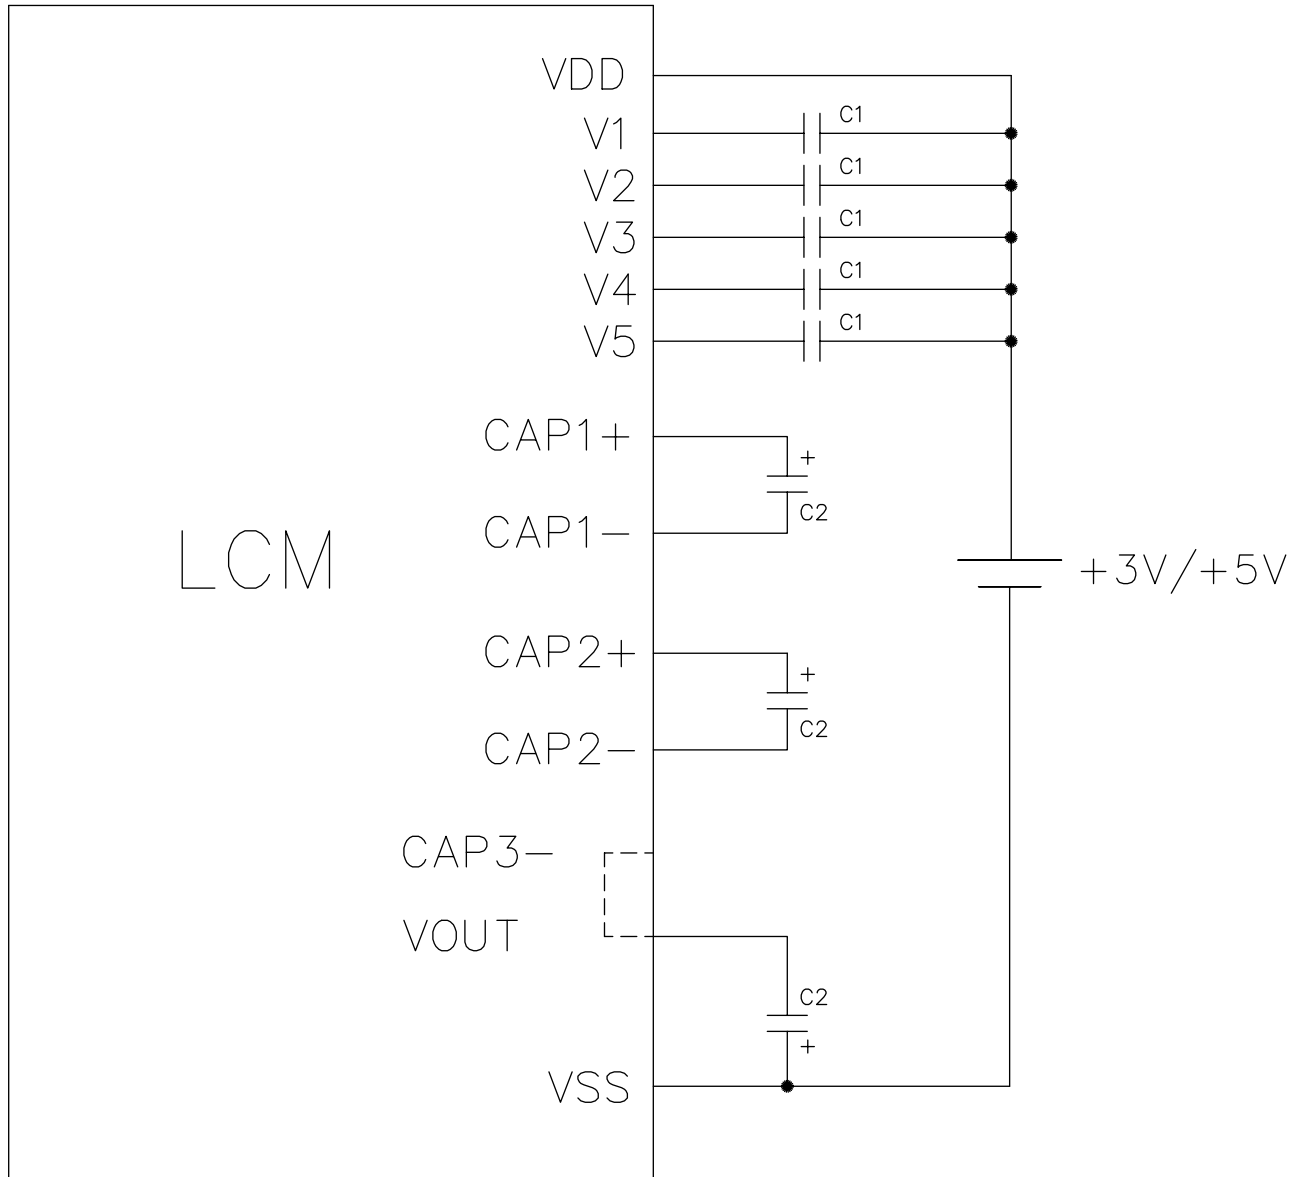 VDD
C1
V1
C1
V2
C1
V3
C1
V4
C1
V5
CAP1+
+
C2
CAP1-
LCM
+3V/+5V
CAP2+
+
C2
CAP2-
CAP3-
VOUT
C2
+
VSS